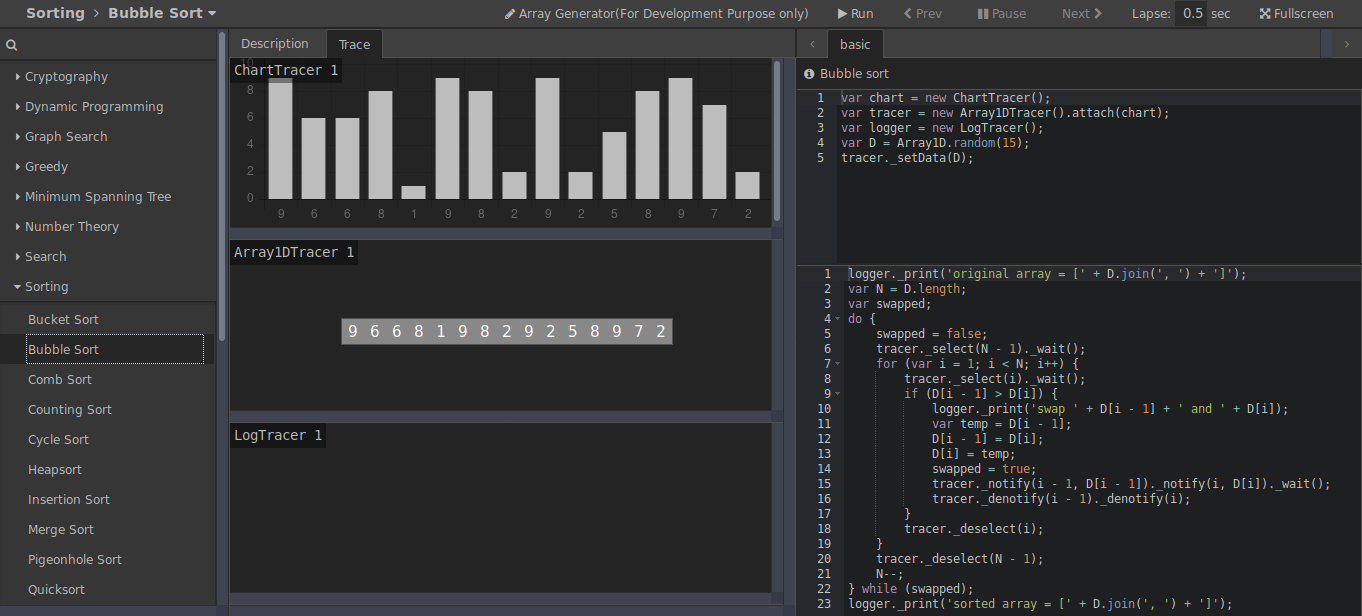 Sorting > Bubble Sort
Array Generator(For Development Purpose only)
Run
Prev
Pause
Next
Lapse: 0.5 sec
Fullscreen
Cryptography
Dynamic Programming
Graph Search
Greedy
Minimum Spanning Tree
Number Theory
Search
Sorting
Bucket Sort
Bubble Sort
Comb Sort
Counting Sort
Cycle Sort
Heapsort
Insertion Sort
Merge Sort
Pigeonhole Sort
Quicksort
Description
Trace
ChartTracer 1
10
8
6
4
2
0
9 6 6 8 1 9 8 2 9 2 5 8 9 7 2
Array1DTracer 1
9 6 6 8 1 9 8 2 9 2 5 8 9 7 2
LogTracer 1
basic
Bubble sort
1 var chart = new ChartTracer();
2 var tracer = new Array1DTracer().attach(chart);
3 var logger = new LogTracer();
4 var D = Array1D.random(15);
5 tracer._setData(D);
1 logger._print('original array = [' + D.join(', ') + ']');
2 var N = D.length;
3 var swapped;
4 do {
5 swapped = false;
6 tracer._select(N - 1)._wait();
7 for (var i = 1; i < N; i++) {
8 tracer._select(i)._wait();
9 if (D[i - 1] > D[i]) {
10 logger._print('swap ' + D[i - 1] + ' and ' + D[i]);
11 var temp = D[i - 1];
12 D[i - 1] = D[i];
13 D[i] = temp;
14 swapped = true;
15 tracer._notify(i - 1, D[i - 1])._notify(i, D[i])._wait();
16 tracer._denotify(i - 1)._denotify(i);
17 }
18 tracer._deselect(i);
19 }
20 tracer._deselect(N - 1);
21 N--;
22 } while (swapped);
23 logger._print('sorted array = [' + D.join(', ') + ']');